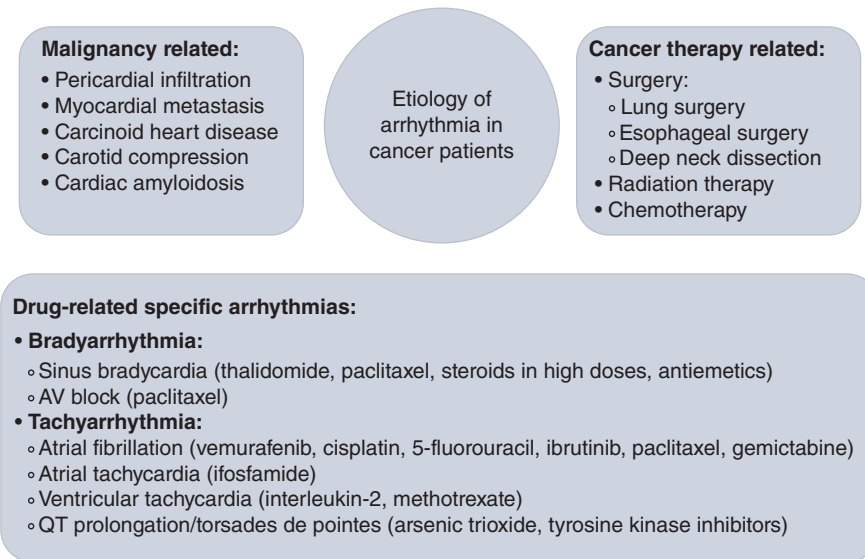 Malignancy related:
• Pericardial infiltration
• Myocardial metastasis
• Carcinoid heart disease
• Carotid compression
• Cardiac amyloidosis
Etiology of
arrhythmia in
cancer patients
Cancer therapy related:
• Surgery:
∘ Lung surgery
∘ Esophageal surgery
∘ Deep neck dissection
• Radiation therapy
• Chemotherapy
Drug-related specific arrhythmias:
• Bradyarrhythmia:
∘ Sinus bradycardia (thalidomide, paclitaxel, steroids in high doses, antiemetics)
∘ AV block (paclitaxel)
• Tachyarrhythmia:
∘ Atrial fibrillation (vemurafenib, cisplatin, 5-fluorouracil, ibrutinib, paclitaxel, gemictabine)
∘ Atrial tachycardia (ifosfamide)
∘ Ventricular tachycardia (interleukin-2, methotrexate)
∘ QT prolongation/torsades de pointes (arsenic trioxide, tyrosine kinase inhibitors)